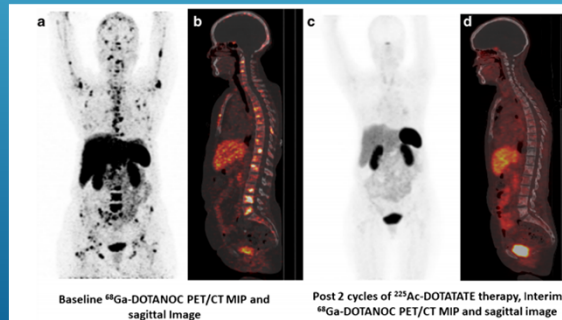 a
b
c
d
Baseline ⁶⁸Ga-DOTANOC PET/CT MIP and
sagittal Image
Post 2 cycles of ²²⁵Ac-DOTATATE therapy, Interim
⁶⁸Ga-DOTANOC PET/CT MIP and sagittal image